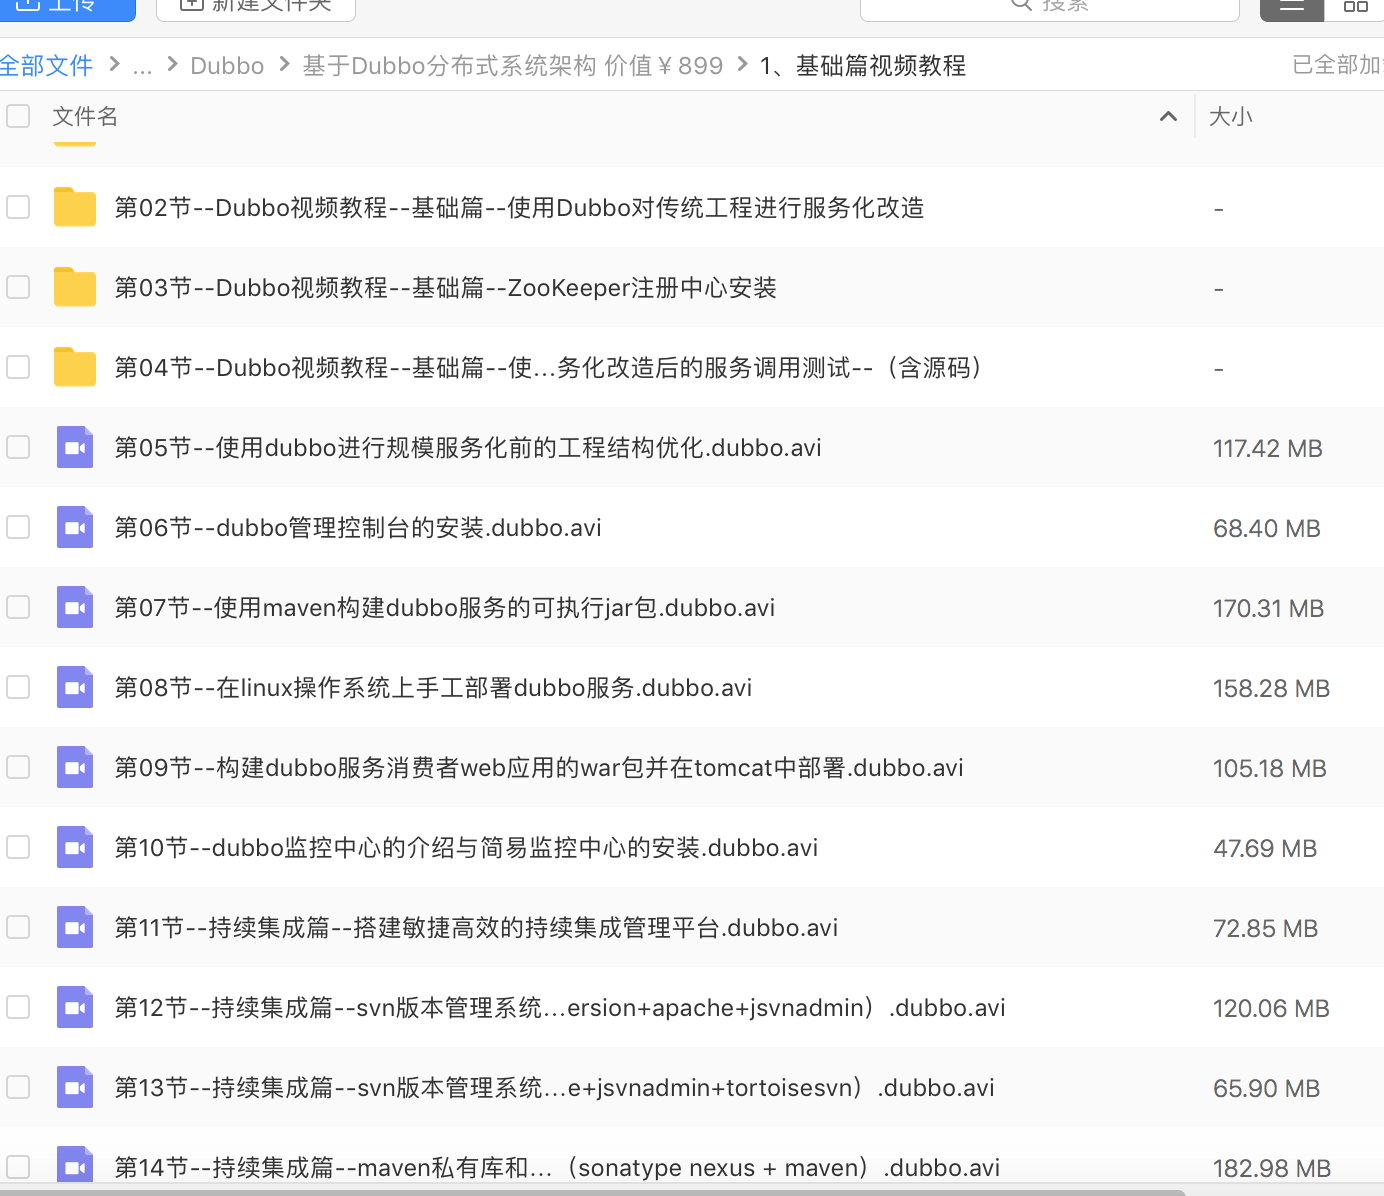 上传 新建文件夹 搜索
全部文件 > ... > Dubbo > 基于Dubbo分布式系统架构 价值￥899 > 1、基础篇视频教程 已全部加
文件名 大小
第02节--Dubbo视频教程--基础篇--使用Dubbo对传统工程进行服务化改造 -
第03节--Dubbo视频教程--基础篇--ZooKeeper注册中心安装 -
第04节--Dubbo视频教程--基础篇--使...务化改造后的服务调用测试--（含源码） -
第05节--使用dubbo进行规模服务化前的工程结构优化.dubbo.avi 117.42 MB
第06节--dubbo管理控制台的安装.dubbo.avi 68.40 MB
第07节--使用maven构建dubbo服务的可执行jar包.dubbo.avi 170.31 MB
第08节--在linux操作系统上手工部署dubbo服务.dubbo.avi 158.28 MB
第09节--构建dubbo服务消费者web应用的war包并在tomcat中部署.dubbo.avi 105.18 MB
第10节--dubbo监控中心的介绍与简易监控中心的安装.dubbo.avi 47.69 MB
第11节--持续集成篇--搭建敏捷高效的持续集成管理平台.dubbo.avi 72.85 MB
第12节--持续集成篇--svn版本管理系统...ersion+apache+jsvnadmin）.dubbo.avi 120.06 MB
第13节--持续集成篇--svn版本管理系统...e+jsvnadmin+tortoisesvn）.dubbo.avi 65.90 MB
第14节--持续集成篇--maven私有库和...（sonatype nexus + maven）.dubbo.avi 182.98 MB